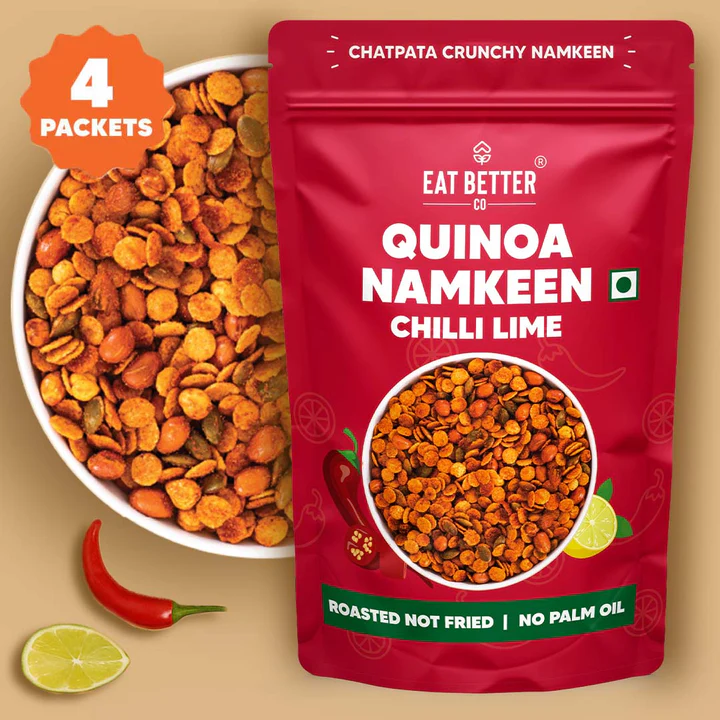 4
PACKETS
CHATPATA CRUNCHY NAMKEEN
®
EAT BETTER
CO
QUINOA
NAMKEEN
CHILLI LIME
ROASTED NOT FRIED | NO PALM OIL